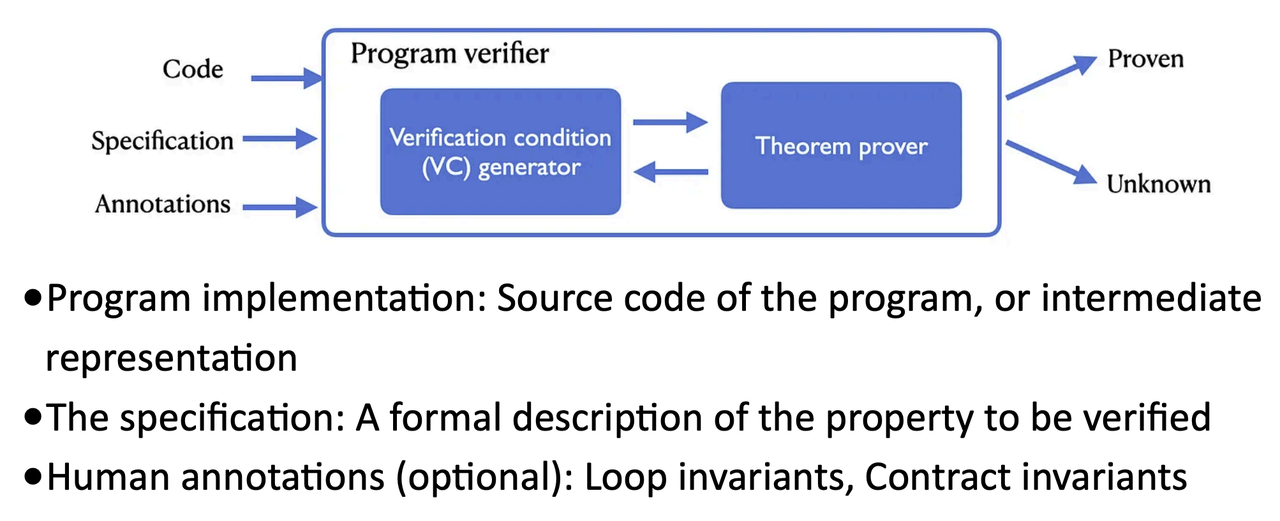 Program verifier
Code
Specification
Annotations
Verification condition
(VC) generator
Theorem prover
Proven
Unknown
•Program implementation: Source code of the program, or intermediate
representation
•The specification: A formal description of the property to be verified
•Human annotations (optional): Loop invariants, Contract invariants